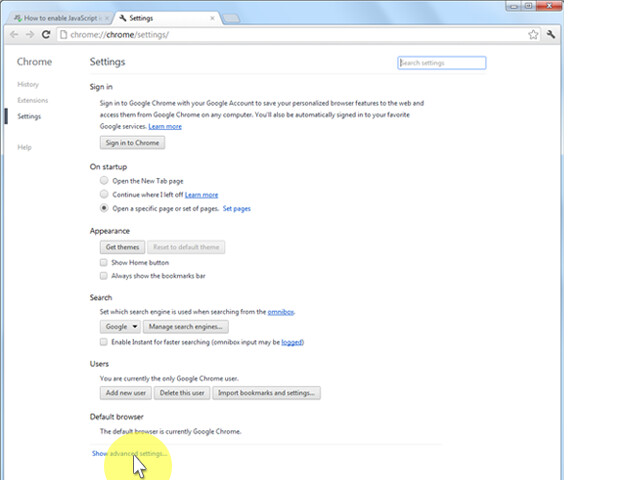 How to enable JavaScript i
Settings
chrome://chrome/settings/
Chrome
Settings
Search settings
History
Extensions
Settings
Help
Sign in
Sign in to Google Chrome with your Google Account to save your personalized browser features to the web and
access them from Google Chrome on any computer. You'll also be automatically signed in to your favorite
Google services. Learn more
Sign in to Chrome
On startup
Open the New Tab page
Continue where I left off Learn more
Open a specific page or set of pages. Set pages
Appearance
Get themes Reset to default theme
Show Home button
Always show the bookmarks bar
Search
Set which search engine is used when searching from the omnibox.
Google Manage search engines...
Enable Instant for faster searching (omnibox input may be logged)
Users
You are currently the only Google Chrome user.
Add new user Delete this user Import bookmarks and settings...
Default browser
The default browser is currently Google Chrome.
Show advanced settings...